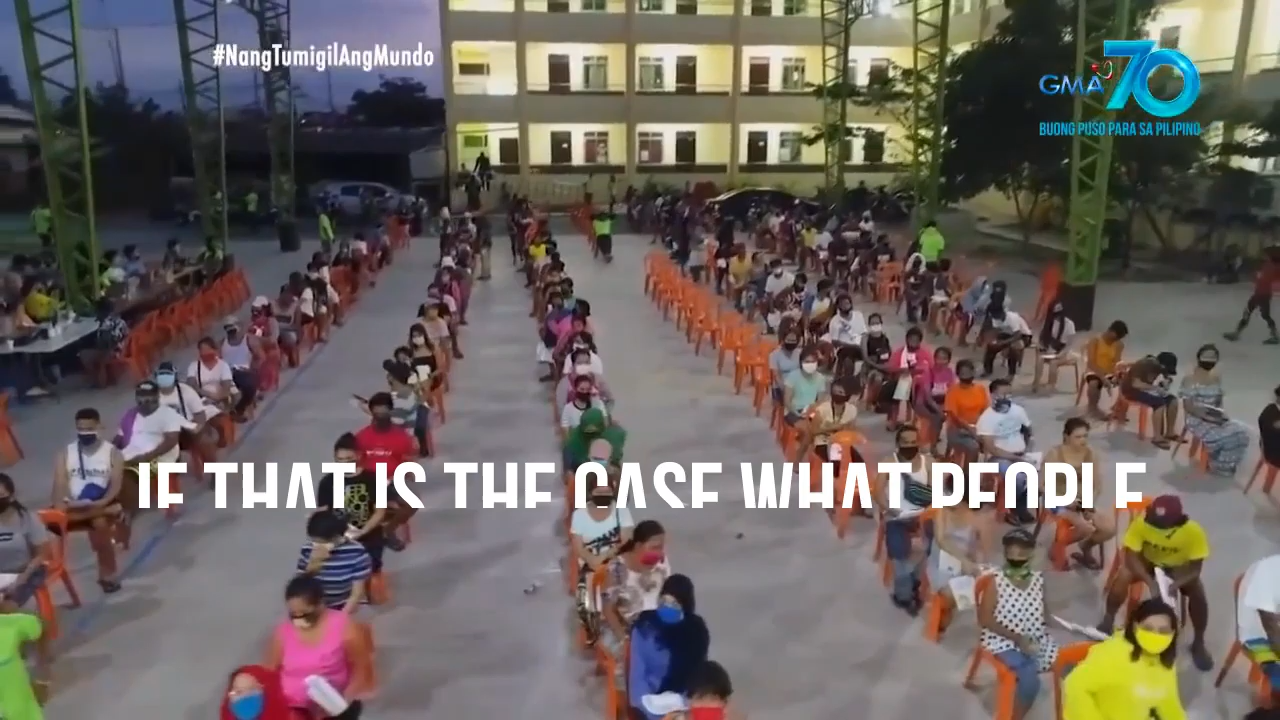 #NangTumigilAngMundo
GMA 70
BUONG PUSO PARA SA PILIPINO
IF THAT IS THE CASE WHAT PEOPLE